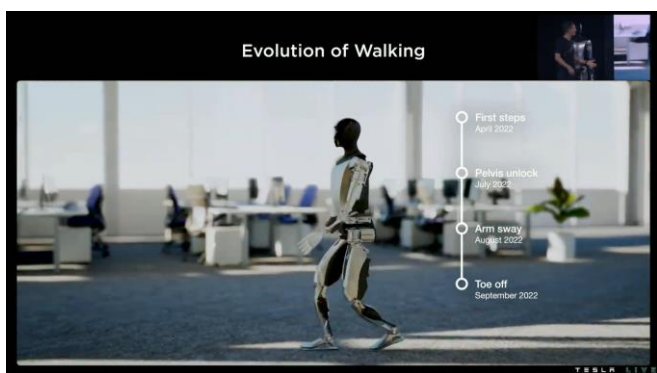 Evolution of Walking
First steps
April 2022
Pelvis unlock
July 2022
Arm sway
August 2022
Toe off
September 2022
TESLA LIVE